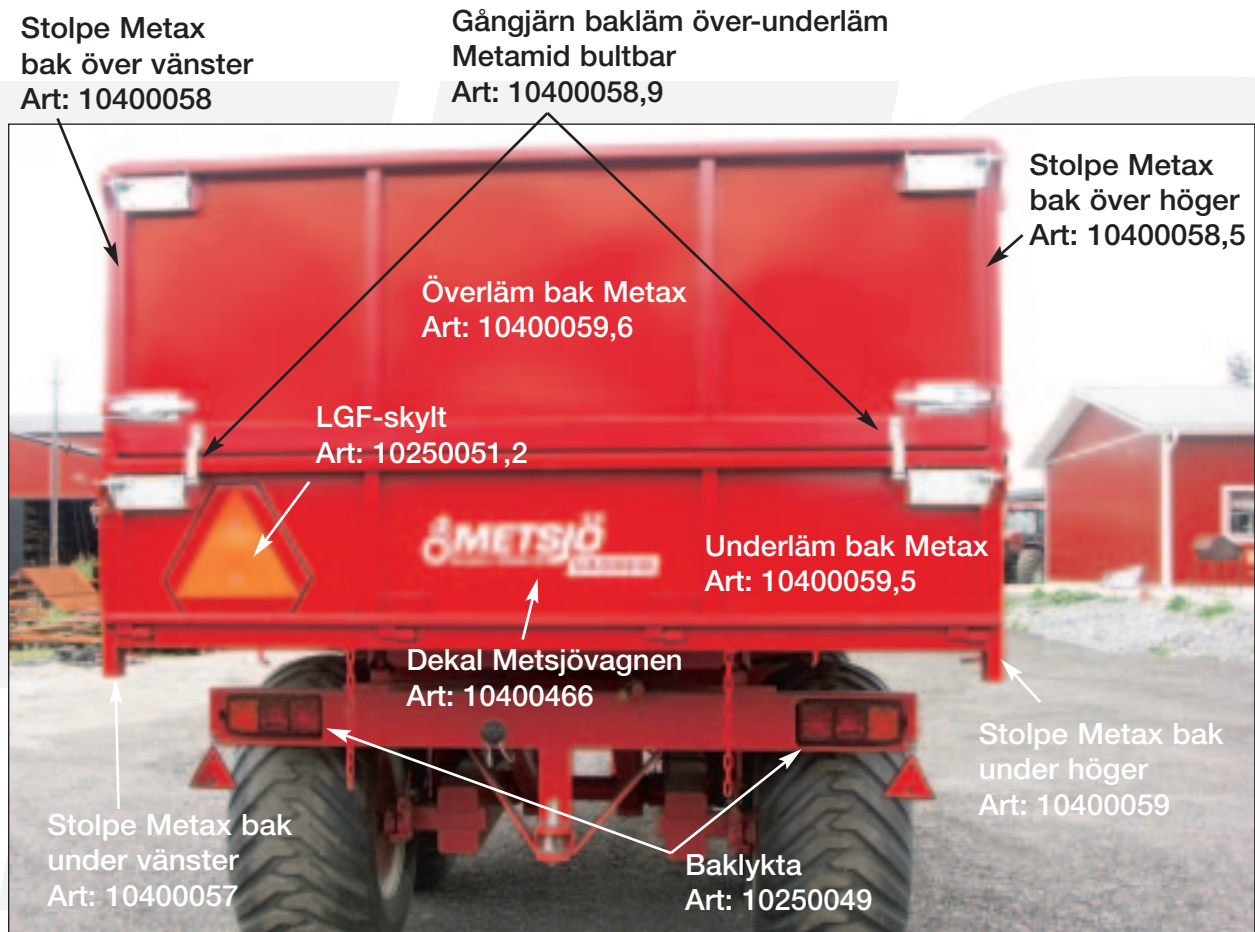 Stolpe Metax
bak över vänster
Art: 10400058
Gångjärn bakläm över-underläm
Metamid bultbar
Art: 10400058,9
Stolpe Metax
bak över höger
Art: 10400058,5
Överläm bak Metax
Art: 10400059,6
LGF-skylt
Art: 10250051,2
METSJÖ
Underläm bak Metax
Art: 10400059,5
Dekal Metsjövagnen
Art: 10400466
Stolpe Metax bak
under höger
Art: 10400059
Stolpe Metax bak
under vänster
Art: 10400057
Baklykta
Art: 10250049